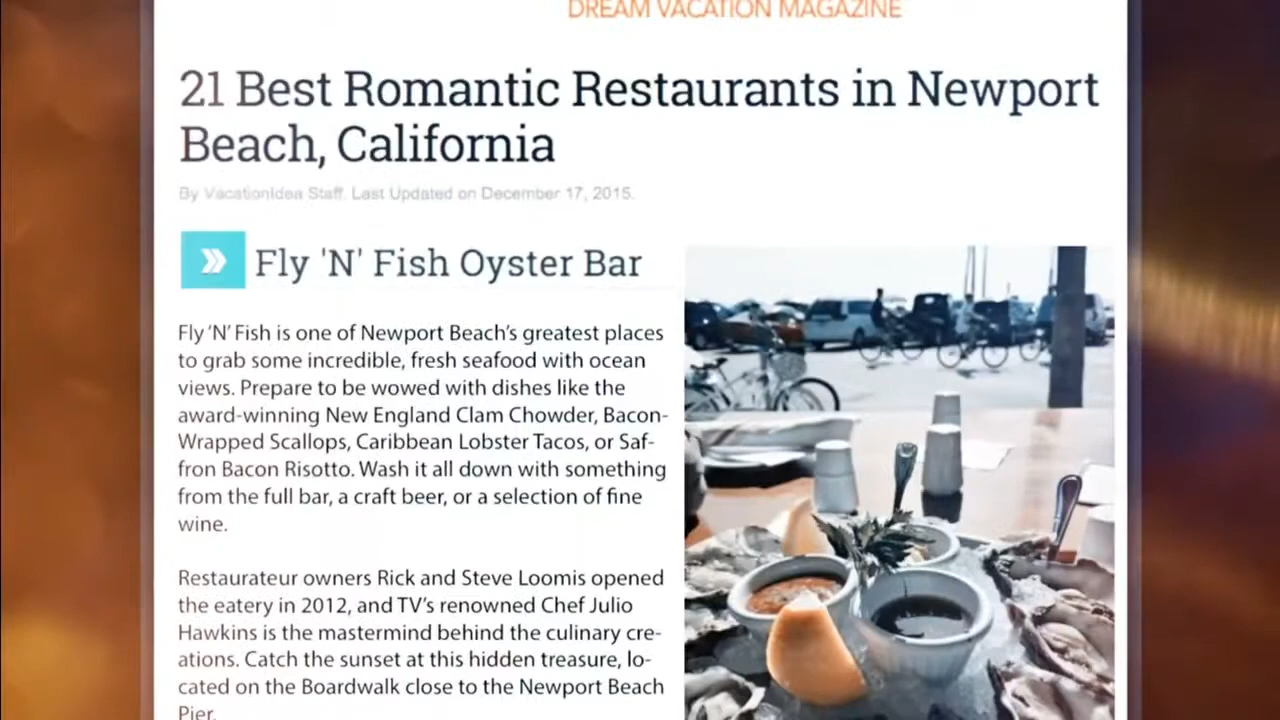 DREAM VACATION MAGAZINE
21 Best Romantic Restaurants in Newport
Beach, California
By VacationIdea Staff. Last Updated on December 17, 2015.
Fly 'N' Fish Oyster Bar
Fly 'N' Fish is one of Newport Beach's greatest places
to grab some incredible, fresh seafood with ocean
views. Prepare to be wowed with dishes like the
award-winning New England Clam Chowder, Bacon-
Wrapped Scallops, Caribbean Lobster Tacos, or Saf-
fron Bacon Risotto. Wash it all down with something
from the full bar, a craft beer, or a selection of fine
wine.
Restaurateur owners Rick and Steve Loomis opened
the eatery in 2012, and TV's renowned Chef Julio
Hawkins is the mastermind behind the culinary cre-
ations. Catch the sunset at this hidden treasure, lo-
cated on the Boardwalk close to the Newport Beach
Pier.